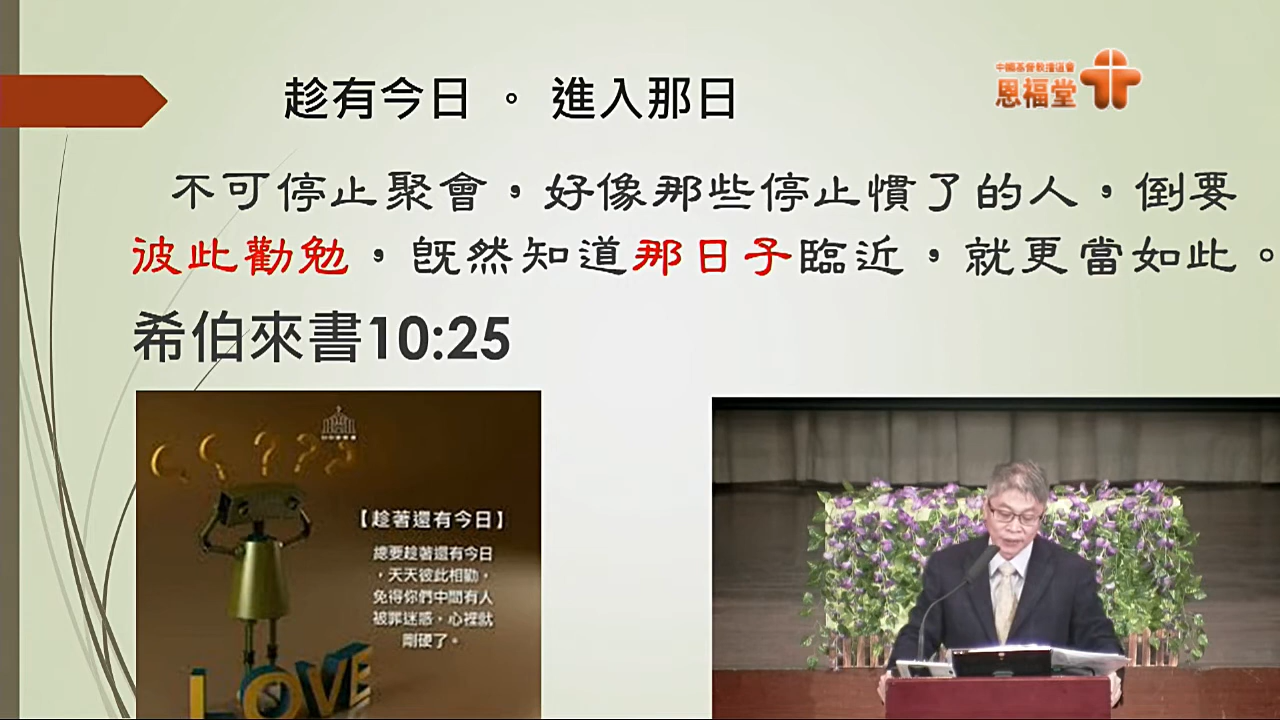 趁有今日 。 進入那日
中國基督教播道會
恩福堂
不可停止聚會，好像那些停止慣了的人，倒要
彼此勸勉，既然知道那日子臨近，就更當如此。
希伯來書10:25
【趁著還有今日】
總要趁著還有今日
，天天彼此相勸，
免得你們中間有人
被罪迷惑，心裡就
剛硬了。
LOVE